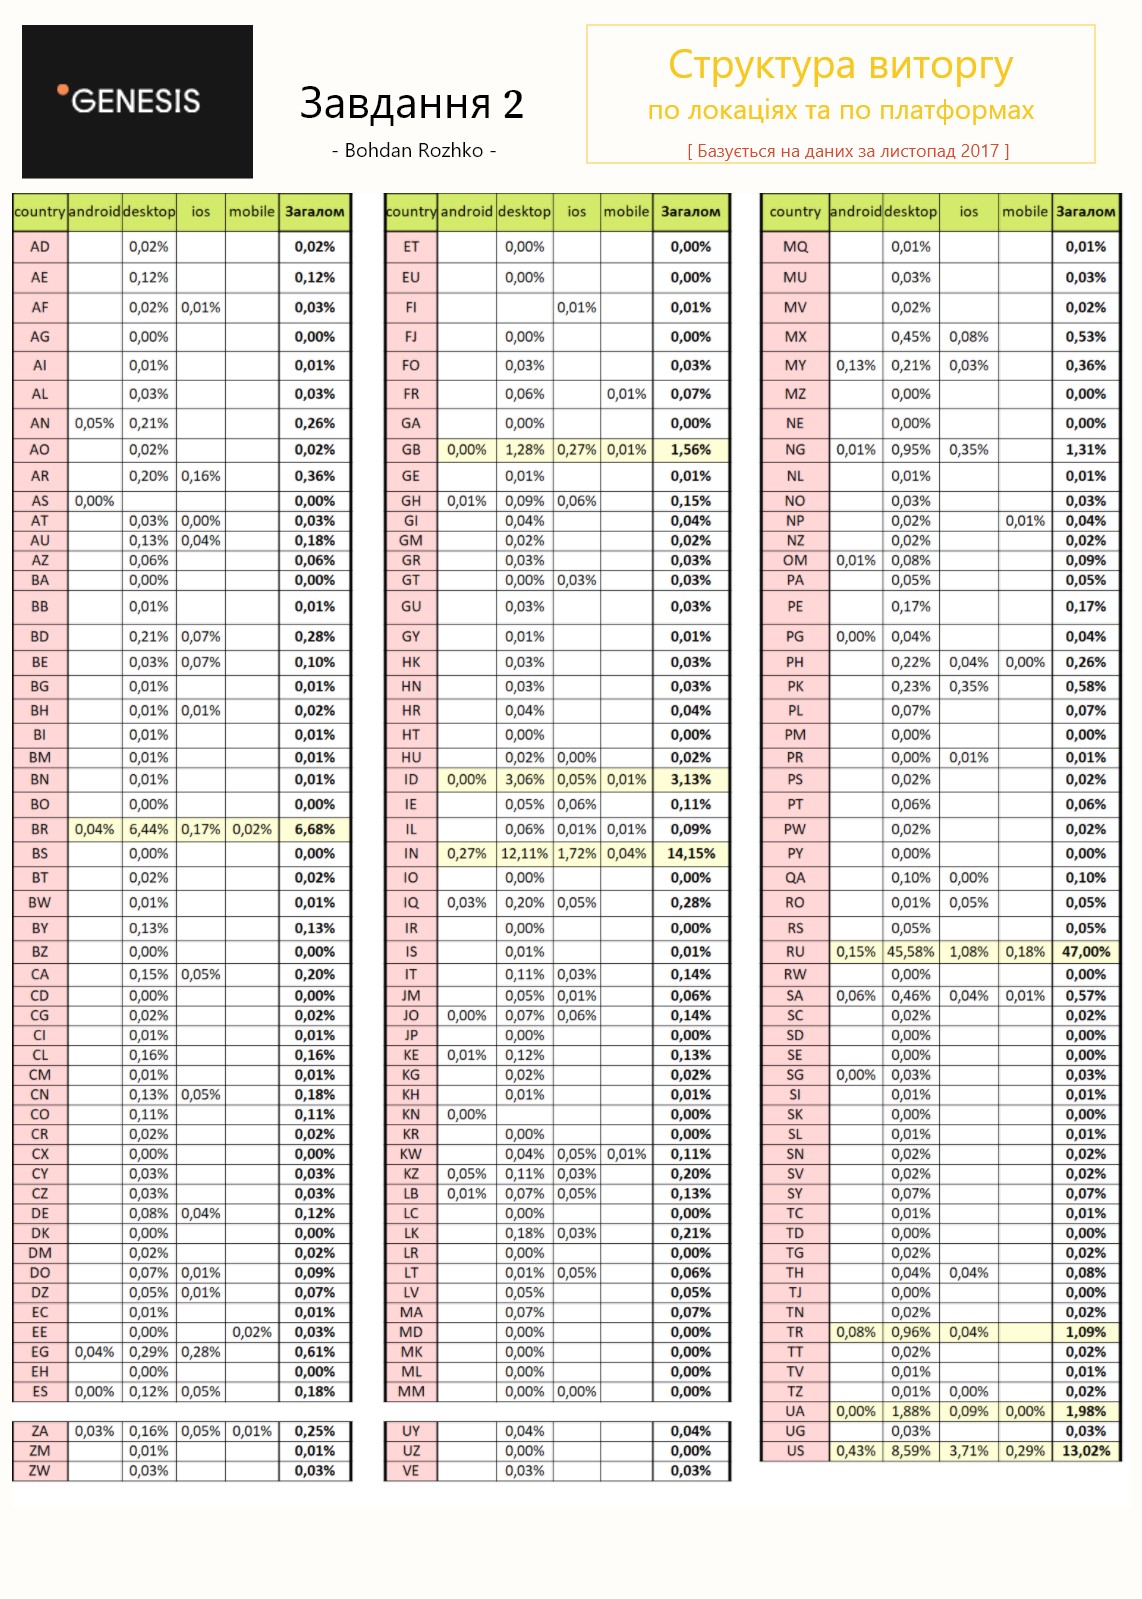 GENESIS
Завдання 2
- Bohdan Rozhko -
Структура виторгу
по локаціях та по платформах
[ Базується на даних за листопад 2017 ]
country android desktop ios mobile Загалом
AD 0,02% 0,02%
AE 0,12% 0,12%
AF 0,02% 0,01% 0,03%
AG 0,00% 0,00%
AI 0,01% 0,01%
AL 0,03% 0,03%
AN 0,05% 0,21% 0,26%
AO 0,02% 0,02%
AR 0,20% 0,16% 0,36%
AS 0,00% 0,00%
AT 0,03% 0,00% 0,03%
AU 0,13% 0,04% 0,18%
AZ 0,06% 0,06%
BA 0,00% 0,00%
BB 0,01% 0,01%
BD 0,21% 0,07% 0,28%
BE 0,03% 0,07% 0,10%
BG 0,01% 0,01%
BH 0,01% 0,01% 0,02%
BI 0,01% 0,01%
BM 0,01% 0,01%
BN 0,01% 0,01%
BO 0,00% 0,00%
BR 0,04% 6,44% 0,17% 0,02% 6,68%
BS 0,00% 0,00%
BT 0,02% 0,02%
BW 0,01% 0,01%
BY 0,13% 0,13%
BZ 0,00% 0,00%
CA 0,15% 0,05% 0,20%
CD 0,00% 0,00%
CG 0,02% 0,02%
CI 0,01% 0,01%
CL 0,16% 0,16%
CM 0,01% 0,01%
CN 0,13% 0,05% 0,18%
CO 0,11% 0,11%
CR 0,02% 0,02%
CX 0,00% 0,00%
CY 0,03% 0,03%
CZ 0,03% 0,03%
DE 0,08% 0,04% 0,12%
DK 0,00% 0,00%
DM 0,02% 0,02%
DO 0,07% 0,01% 0,09%
DZ 0,05% 0,01% 0,07%
EC 0,01% 0,01%
EE 0,00% 0,02% 0,03%
EG 0,04% 0,29% 0,28% 0,61%
EH 0,00% 0,00%
ES 0,00% 0,12% 0,05% 0,18%
ZA 0,03% 0,16% 0,05% 0,01% 0,25%
ZM 0,01% 0,01%
ZW 0,03% 0,03%
country android desktop ios mobile Загалом
ET 0,00% 0,00%
EU 0,00% 0,00%
FI 0,01% 0,01%
FJ 0,00% 0,00%
FO 0,03% 0,03%
FR 0,06% 0,01% 0,07%
GA 0,00% 0,00%
GB 0,00% 1,28% 0,27% 0,01% 1,56%
GE 0,01% 0,01%
GH 0,01% 0,09% 0,06% 0,15%
GI 0,04% 0,04%
GM 0,02% 0,02%
GR 0,03% 0,03%
GT 0,00% 0,03% 0,03%
GU 0,03% 0,03%
GY 0,01% 0,01%
HK 0,03% 0,03%
HN 0,03% 0,03%
HR 0,04% 0,04%
HT 0,00% 0,00%
HU 0,02% 0,00% 0,02%
ID 0,00% 3,06% 0,05% 0,01% 3,13%
IE 0,05% 0,06% 0,11%
IL 0,06% 0,01% 0,01% 0,09%
IN 0,27% 12,11% 1,72% 0,04% 14,15%
IO 0,00% 0,00%
IQ 0,03% 0,20% 0,05% 0,28%
IR 0,00% 0,00%
IS 0,01% 0,01%
IT 0,11% 0,03% 0,14%
JM 0,05% 0,01% 0,06%
JO 0,00% 0,07% 0,06% 0,14%
JP 0,00% 0,00%
KE 0,01% 0,12% 0,13%
KG 0,02% 0,02%
KH 0,01% 0,01%
KN 0,00% 0,00%
KR 0,00% 0,00%
KW 0,04% 0,05% 0,01% 0,11%
KZ 0,05% 0,11% 0,03% 0,20%
LB 0,01% 0,07% 0,05% 0,13%
LC 0,00% 0,00%
LK 0,18% 0,03% 0,21%
LR 0,00% 0,00%
LT 0,01% 0,05% 0,06%
LV 0,05% 0,05%
MA 0,07% 0,07%
MD 0,00% 0,00%
MK 0,00% 0,00%
ML 0,00% 0,00%
MM 0,00% 0,00% 0,00%
UY 0,04% 0,04%
UZ 0,00% 0,00%
VE 0,03% 0,03%
country android desktop ios mobile Загалом
MQ 0,01% 0,01%
MU 0,03% 0,03%
MV 0,02% 0,02%
MX 0,45% 0,08% 0,53%
MY 0,13% 0,21% 0,03% 0,36%
MZ 0,00% 0,00%
NE 0,00% 0,00%
NG 0,01% 0,95% 0,35% 1,31%
NL 0,01% 0,01%
NO 0,03% 0,03%
NP 0,02% 0,01% 0,04%
NZ 0,02% 0,02%
OM 0,01% 0,08% 0,09%
PA 0,05% 0,05%
PE 0,17% 0,17%
PG 0,00% 0,04% 0,04%
PH 0,22% 0,04% 0,00% 0,26%
PK 0,23% 0,35% 0,58%
PL 0,07% 0,07%
PM 0,00% 0,00%
PR 0,00% 0,01% 0,01%
PS 0,02% 0,02%
PT 0,06% 0,06%
PW 0,02% 0,02%
PY 0,00% 0,00%
QA 0,10% 0,00% 0,10%
RO 0,01% 0,05% 0,05%
RS 0,05% 0,05%
RU 0,15% 45,58% 1,08% 0,18% 47,00%
RW 0,00% 0,00%
SA 0,06% 0,46% 0,04% 0,01% 0,57%
SC 0,02% 0,02%
SD 0,00% 0,00%
SE 0,00% 0,00%
SG 0,00% 0,03% 0,03%
SI 0,01% 0,01%
SK 0,00% 0,00%
SL 0,01% 0,01%
SN 0,02% 0,02%
SV 0,02% 0,02%
SY 0,07% 0,07%
TC 0,01% 0,01%
TD 0,00% 0,00%
TG 0,02% 0,02%
TH 0,04% 0,04% 0,08%
TJ 0,00% 0,00%
TN 0,02% 0,02%
TR 0,08% 0,96% 0,04% 1,09%
TT 0,02% 0,02%
TV 0,01% 0,01%
TZ 0,01% 0,00% 0,02%
UA 0,00% 1,88% 0,09% 0,00% 1,98%
UG 0,03% 0,03%
US 0,43% 8,59% 3,71% 0,29% 13,02%